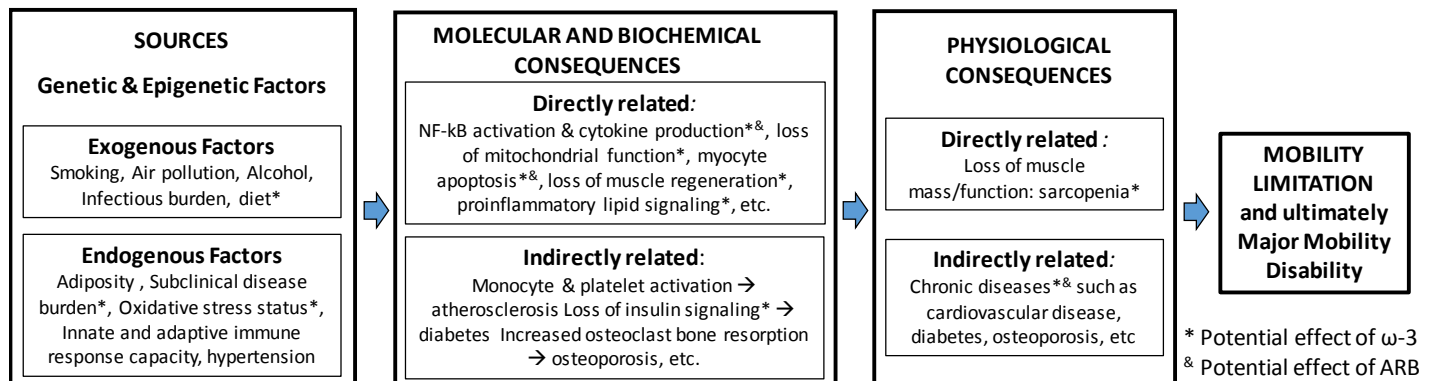 SOURCES
Genetic & Epigenetic Factors
Exogenous Factors
Smoking, Air pollution, Alcohol,
Infectious burden, diet*
Endogenous Factors
Adiposity , Subclinical disease
burden*, Oxidative stress status*,
Innate and adaptive immune
response capacity, hypertension
MOLECULAR AND BIOCHEMICAL
CONSEQUENCES
Directly related:
NF-kB activation & cytokine production*&, loss
of mitochondrial function*, myocyte
apoptosis*&, loss of muscle regeneration*,
proinflammatory lipid signaling*, etc.
Indirectly related:
Monocyte & platelet activation →
atherosclerosis Loss of insulin signaling* →
diabetes Increased osteoclast bone resorption
→ osteoporosis, etc.
PHYSIOLOGICAL
CONSEQUENCES
Directly related :
Loss of muscle
mass/function: sarcopenia*
Indirectly related:
Chronic diseases*& such as
cardiovascular disease,
diabetes, osteoporosis, etc
MOBILITY
LIMITATION
and ultimately
Major Mobility
Disability
* Potential effect of ω-3
& Potential effect of ARB